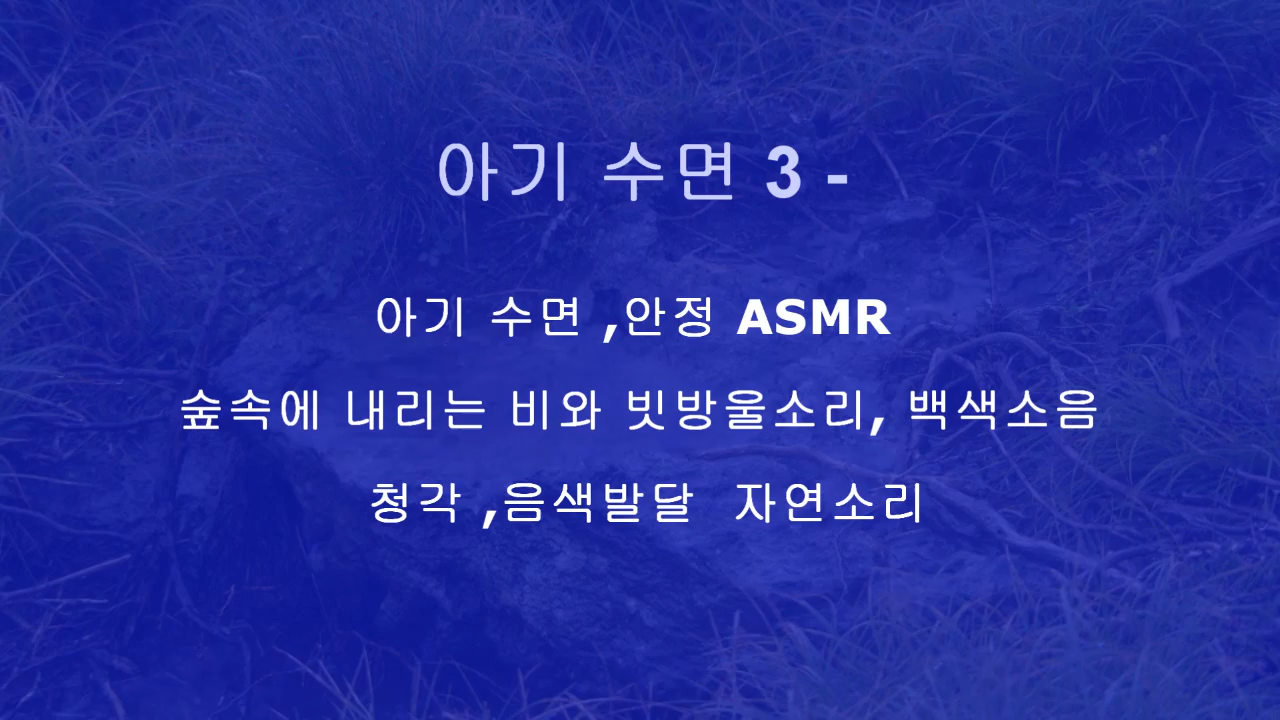 아기 수면 3 -
아기 수면 ,안정 ASMR
숲속에 내리는 비와 빗방울소리, 백색소음
청각 ,음색발달  자연소리